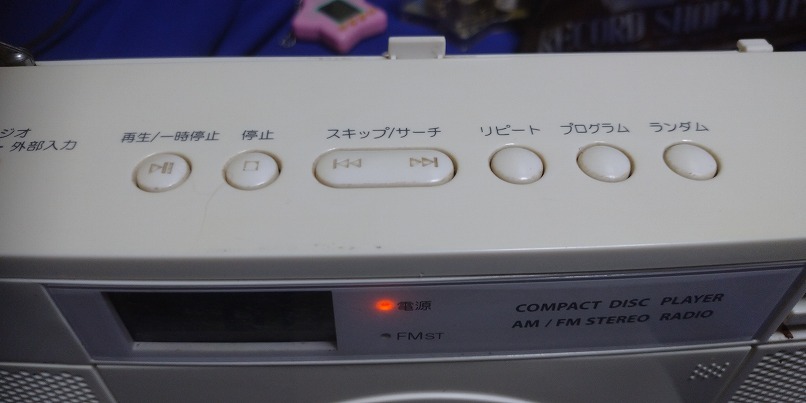 ジオ
外部入力
再生/一時停止
停止
スキップ/サーチ
リピート
プログラム
ランダム
電源
FM ST
COMPACT DISC PLAYER
AM / FM STEREO RADIO
RECORD SHOP